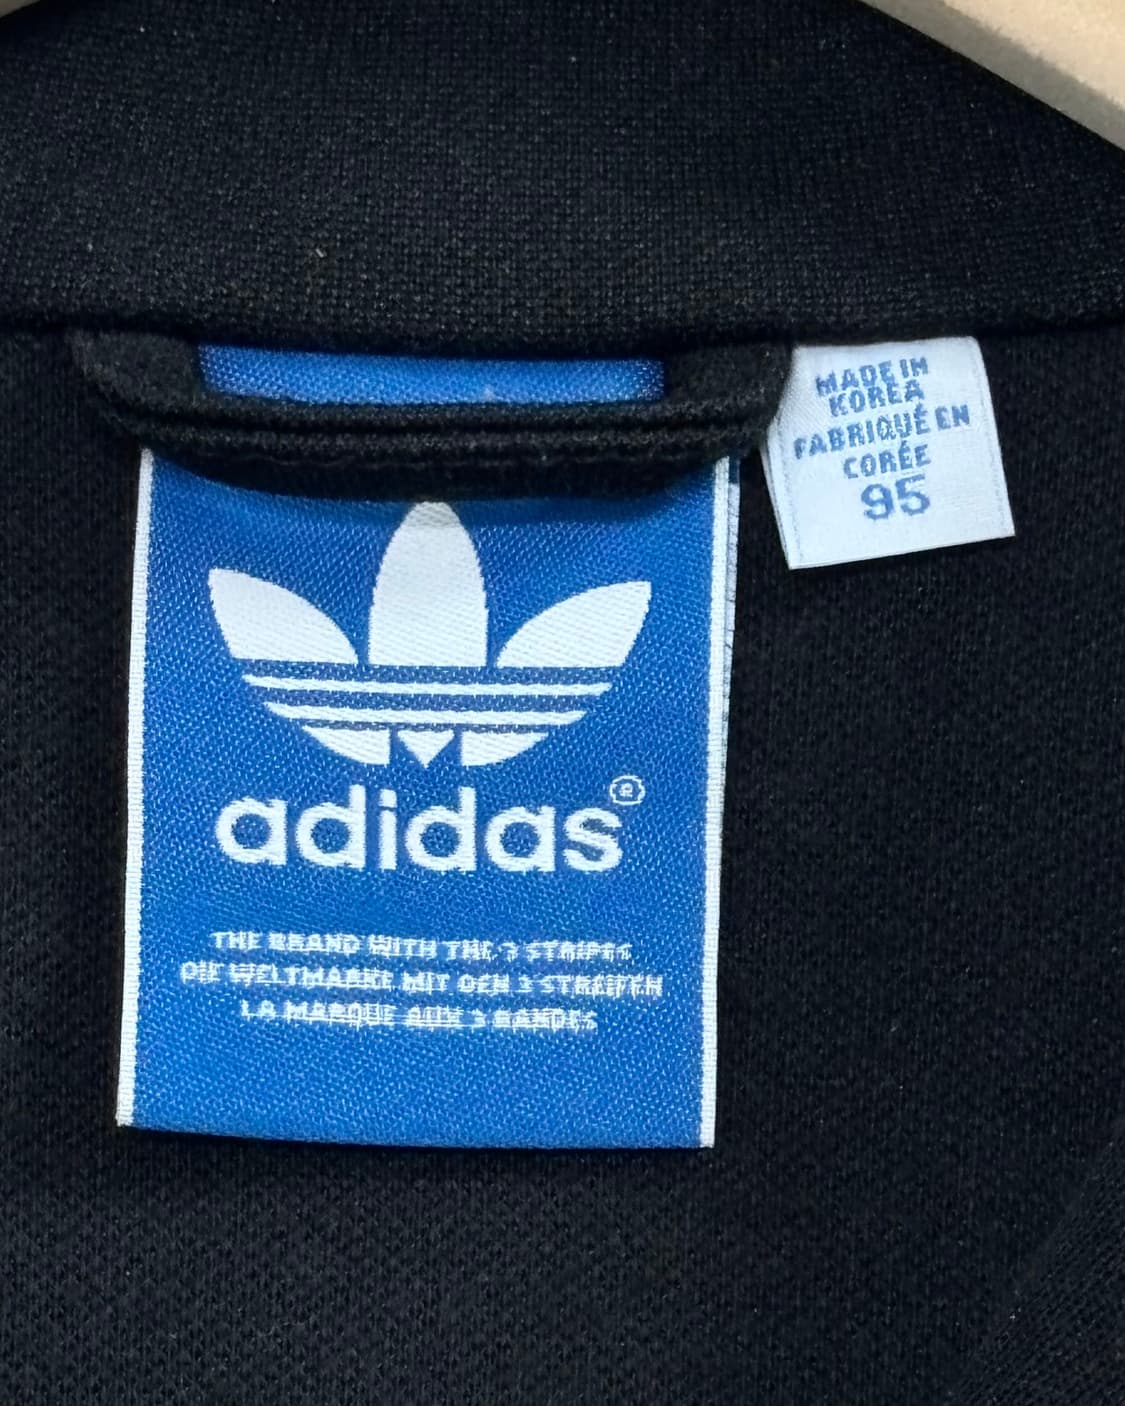 MADE IN
KOREA
FABRIQUÉ EN
CORÉE
95
adidas®
THE BRAND WITH THE 3 STRIPES
DIE WELTMARKE MIT DEN 3 STREIFEN
LA MARQUE AUX 3 BANDES